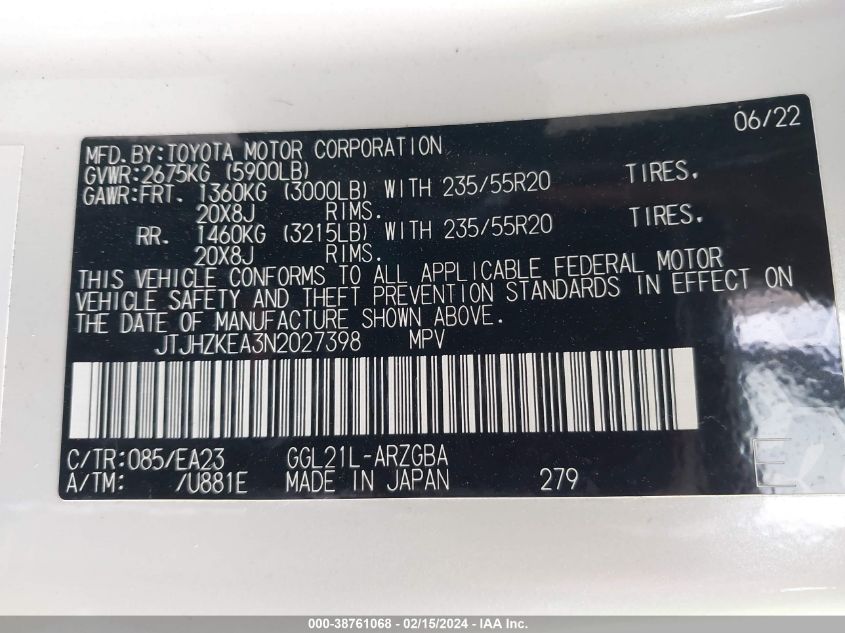 06/22
MFD.BY:TOYOTA MOTOR CORPORATION
GVWR:2675KG (5900LB)
GAWR:FRT. 1360KG (3000LB) WITH 235/55R20 TIRES.
20X8J RIMS.
RR. 1460KG (3215LB) WITH 235/55R20 TIRES.
20X8J RIMS.
THIS VEHICLE CONFORMS TO ALL APPLICABLE FEDERAL MOTOR
VEHICLE SAFETY AND THEFT PREVENTION STANDARDS IN EFFECT ON
THE DATE OF MANUFACTURE SHOWN ABOVE.
JTJHZKEA3N2027398 MPV
C/TR:085/EA23 GGL21L-ARZGBA
A/TM: /U881E MADE IN JAPAN 279
E
000-38761068 - 02/15/2024 - IAA Inc.